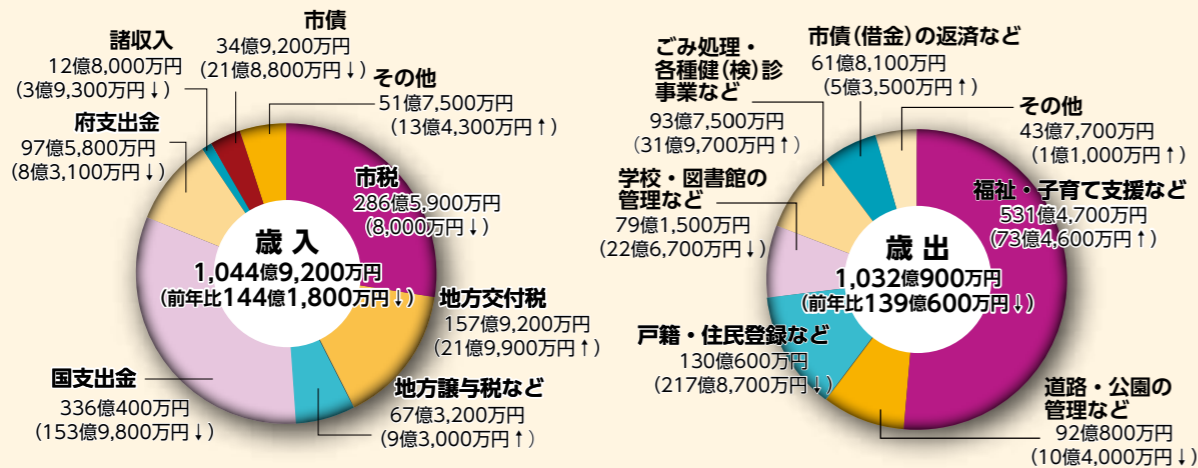 歳入
1,044億9,200万円
(前年比144億1,800万円↓)
市税
286億5,900万円
(8,000万円↓)
地方交付税
157億9,200万円
(21億9,900万円↑)
地方譲与税など
67億3,200万円
(9億3,000万円↑)
国支出金
336億400万円
(153億9,800万円↓)
府支出金
97億5,800万円
(8億3,100万円↓)
諸収入
12億8,000万円
(3億9,300万円↓)
市債
34億9,200万円
(21億8,800万円↓)
その他
51億7,500万円
(13億4,300万円↑)
歳出
1,032億900万円
(前年比139億600万円↓)
福祉・子育て支援など
531億4,700万円
(73億4,600万円↑)
道路・公園の
管理など
92億800万円
(10億4,000万円↓)
戸籍・住民登録など
130億600万円
(217億8,700万円↓)
学校・図書館の
管理など
79億1,500万円
(22億6,700万円↓)
ごみ処理・
各種健(検)診
事業など
93億7,500万円
(31億9,700万円↑)
市債(借金)の返済など
61億8,100万円
(5億3,500万円↑)
その他
43億7,700万円
(1億1,000万円↑)